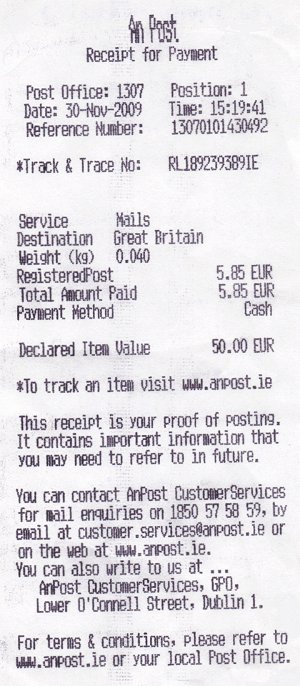 An Post
Receipt for Payment
Post Office: 1307 Position: 1
Date: 30-Nov-2009 Time: 15:19:41
Reference Number: 13070101430492
*Track & Trace No: RL189239389IE
Service Mails
Destination Great Britain
Weight (kg) 0.040
RegisteredPost 5.85 EUR
Total Amount Paid 5.85 EUR
Payment Method Cash
Declared Item Value 50.00 EUR
*To track an item visit www.anpost.ie
This receipt is your proof of posting.
It contains important information that
you may need to refer to in future.
You can contact AnPost CustomerServices
for mail enquiries on 1850 57 58 59, by
email at customer.services@anpost.ie or
on the web at www.anpost.ie.
You can also write to us at ...
AnPost CustomerServices, GPO,
Lower O'Connell Street, Dublin 1.
For terms & conditions, please refer to
www.anpost.ie or your local Post Office.